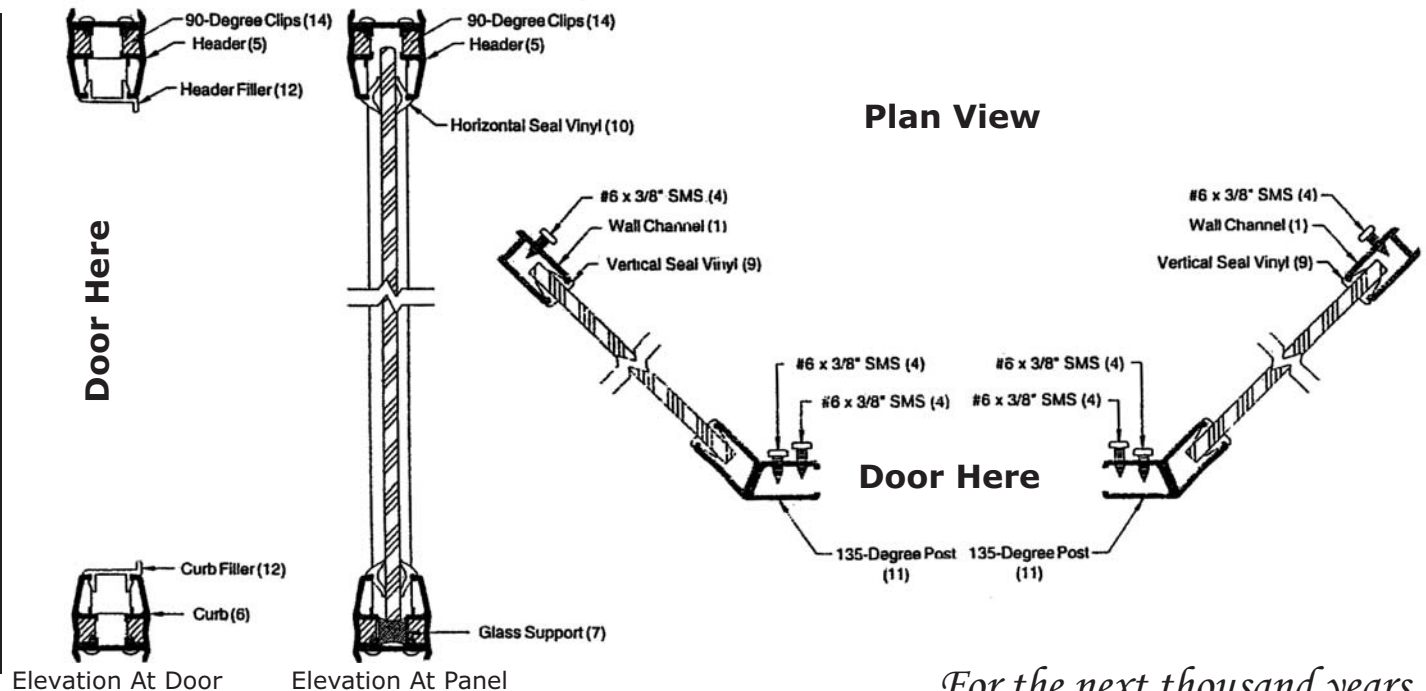 90-Degree Clips (14)
Header (5)
Header Filler (12)
Door Here
Curb Filler (12)
Curb (6)
Elevation At Door
90-Degree Clips (14)
Header (5)
Horizontal Seal Vinyl (10)
Glass Support (7)
Elevation At Panel
Plan View
#6 x 3/8" SMS (4)
Wall Channel (1)
Vertical Seal Vinyl (9)
#6 x 3/8" SMS (4)
Wall Channel (1)
Vertical Seal Vinyl (9)
#6 x 3/8" SMS (4)
#6 x 3/8" SMS (4)
#6 x 3/8" SMS (4)
#6 x 3/8" SMS (4)
Door Here
135-Degree Post
(11)
135-Degree Post
(11)
For the next thousand years